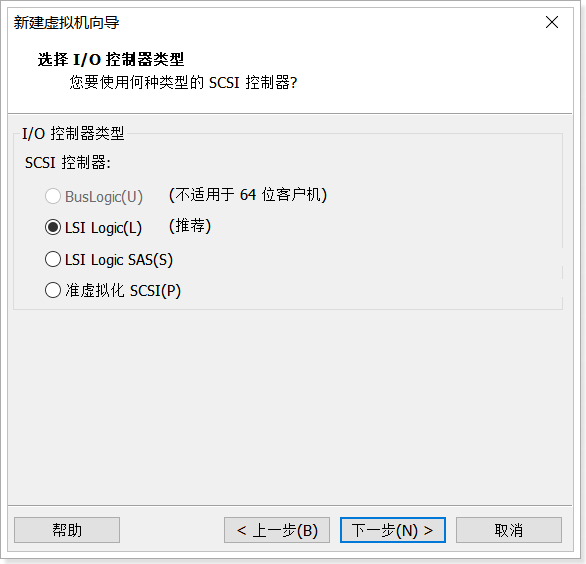 新建虚拟机向导
选择 I/O 控制器类型
您要使用何种类型的 SCSI 控制器?
I/O 控制器类型
SCSI 控制器:
BusLogic(U) (不适用于 64 位客户机)
LSI Logic(L) (推荐)
LSI Logic SAS(S)
准虚拟化 SCSI(P)
帮助 < 上一步(B) 下一步(N) > 取消